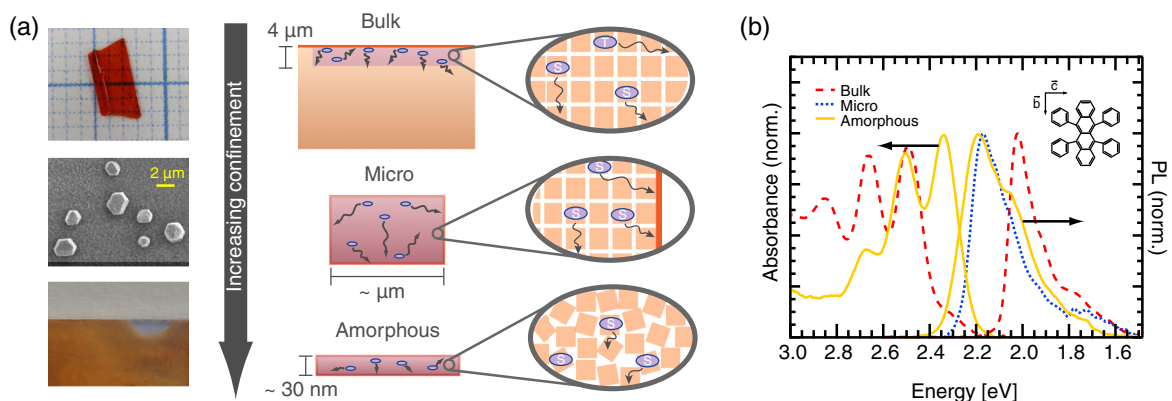 (a)
2 µm
Increasing confinement
Bulk
4 µm
T
S
S
Micro
S
S
S
~ µm
Amorphous
~ 30 nm
S
S
S
(b)
Absorbance (norm.)
PL (norm.)
Bulk
Micro
Amorphous
c̄
b̄
3.0 2.8 2.6 2.4 2.2 2.0 1.8 1.6
Energy [eV]